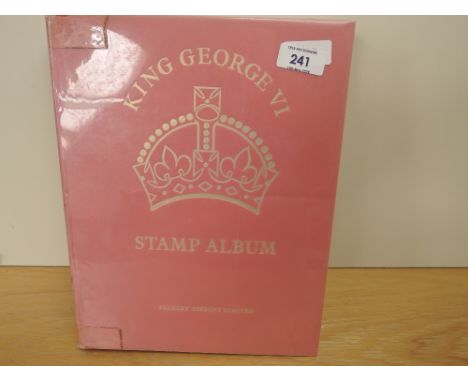 KING GEORGE VI
STAMP ALBUM
STANLEY GIBBONS LIMITED
241